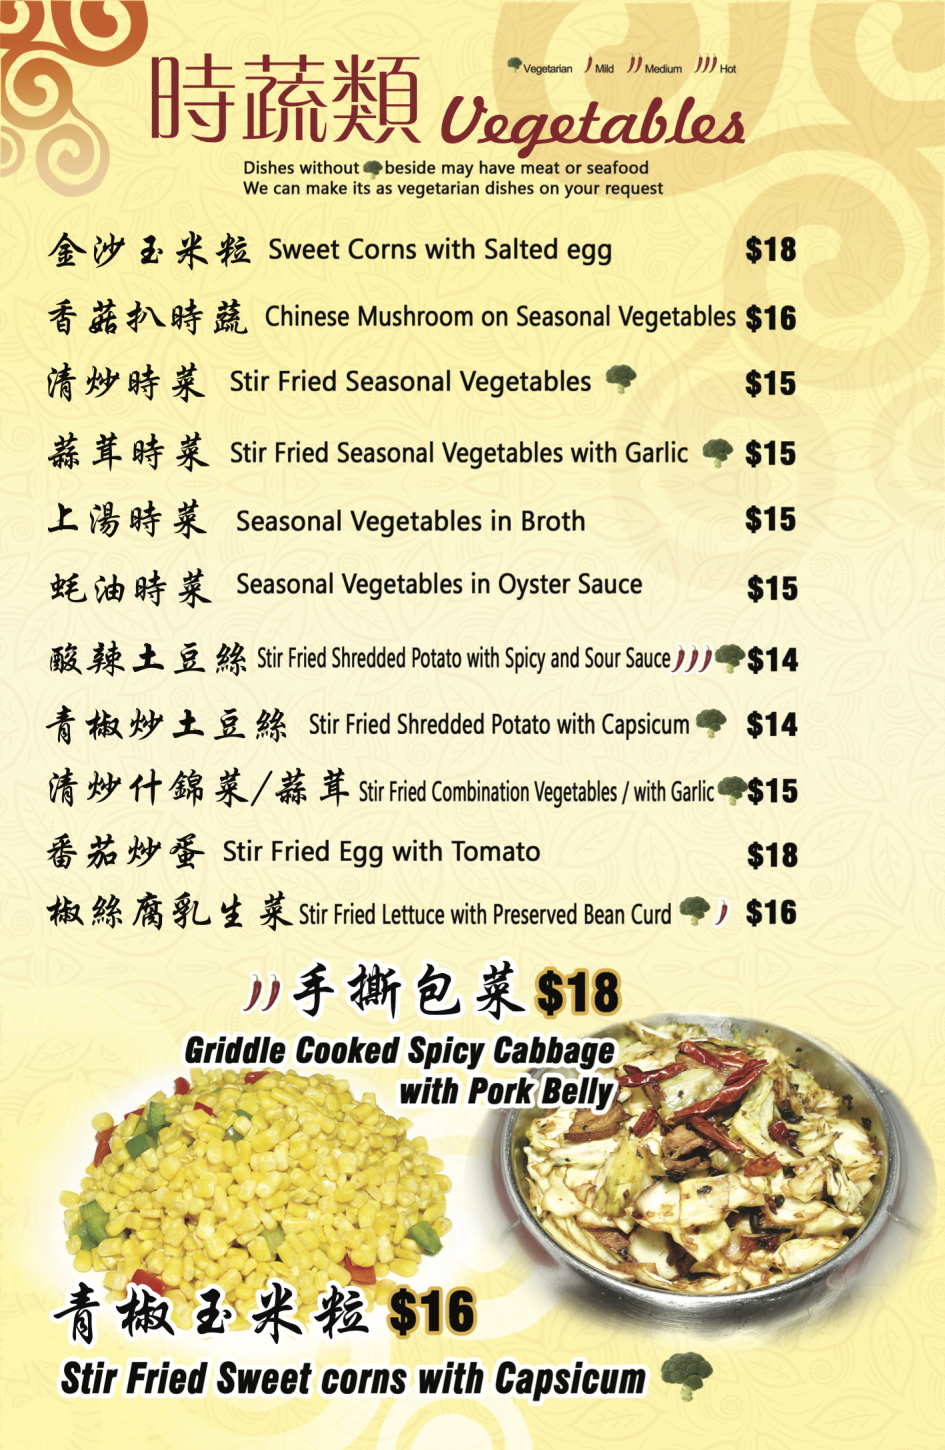 時蔬類 Vegetables
Vegetarian Mild Medium Hot
Dishes without beside may have meat or seafood
We can make its as vegetarian dishes on your request
金沙玉米粒 Sweet Corns with Salted egg $18
香菇扒時蔬 Chinese Mushroom on Seasonal Vegetables $16
清炒時菜 Stir Fried Seasonal Vegetables $15
蒜茸時菜 Stir Fried Seasonal Vegetables with Garlic $15
上湯時菜 Seasonal Vegetables in Broth $15
蚝油時菜 Seasonal Vegetables in Oyster Sauce $15
酸辣土豆絲 Stir Fried Shredded Potato with Spicy and Sour Sauce $14
青椒炒土豆絲 Stir Fried Shredded Potato with Capsicum $14
清炒什錦菜/蒜茸 Stir Fried Combination Vegetables / with Garlic $15
番茄炒蛋 Stir Fried Egg with Tomato $18
椒絲腐乳生菜 Stir Fried Lettuce with Preserved Bean Curd $16
手撕包菜 $18
Griddle Cooked Spicy Cabbage
with Pork Belly
青椒玉米粒 $16
Stir Fried Sweet corns with Capsicum